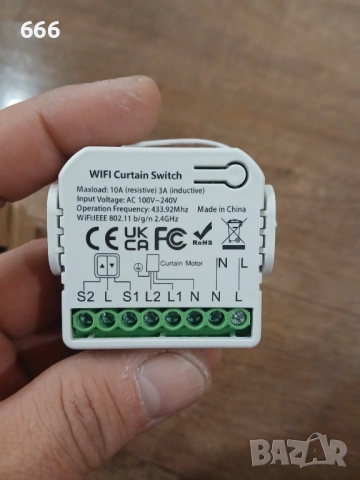 666
WIFI Curtain Switch
Maxload: 10A (resistive) 3A (inductive)
Input Voltage: AC 100V~240V
Operation Frequency: 433.92Mhz
Made in China
WiFi:IEEE 802.11 b/g/n 2.4GHz
CE UK CA FC RoHS
Curtain Motor N L
S2 L S1 L2 L1 N N L
BAZAR